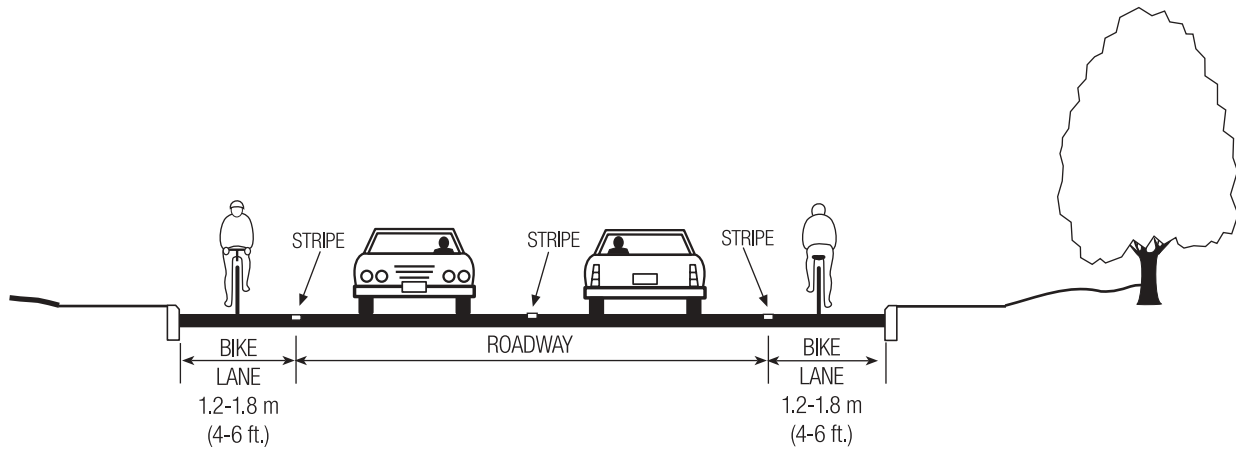 STRIPE
STRIPE
STRIPE
BIKE
LANE
1.2-1.8 m
(4-6 ft.)
ROADWAY
BIKE
LANE
1.2-1.8 m
(4-6 ft.)